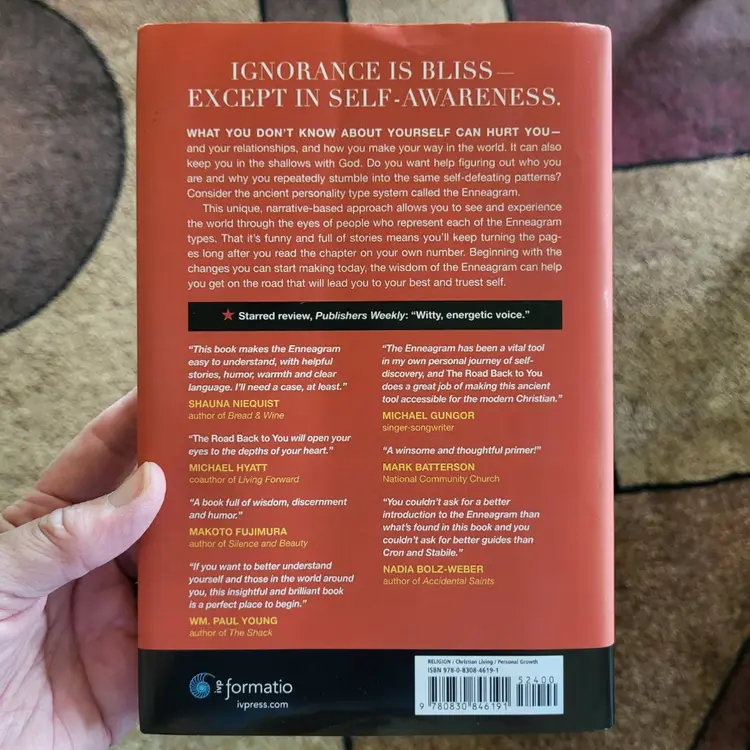 IGNORANCE IS BLISS—
EXCEPT IN SELF-AWARENESS.
WHAT YOU DON'T KNOW ABOUT YOURSELF CAN HURT YOU—
and your relationships, and how you make your way in the world. It can also
keep you in the shallows with God. Do you want help figuring out who you
are and why you repeatedly stumble into the same self-defeating patterns?
Consider the ancient personality type system called the Enneagram.
This unique, narrative-based approach allows you to see and experience
the world through the eyes of people who represent each of the Enneagram
types. That it's funny and full of stories means you'll keep turning the pag-
es long after you read the chapter on your own number. Beginning with the
changes you can start making today, the wisdom of the Enneagram can help
you get on the road that will lead you to your best and truest self.
★ Starred review, Publishers Weekly: "Witty, energetic voice."
"This book makes the Enneagram
easy to understand, with helpful
stories, humor, warmth and clear
language. I'll need a case, at least."
SHAUNA NIEQUIST
author of Bread & Wine
"The Road Back to You will open your
eyes to the depths of your heart."
MICHAEL HYATT
coauthor of Living Forward
"A book full of wisdom, discernment
and humor."
MAKOTO FUJIMURA
author of Silence and Beauty
"If you want to better understand
yourself and those in the world around
you, this insightful and brilliant book
is a perfect place to begin."
WM. PAUL YOUNG
author of The Shack
"The Enneagram has been a vital tool
in my own personal journey of self-
discovery, and The Road Back to You
does a great job of making this ancient
tool accessible for the modern Christian."
MICHAEL GUNGOR
singer-songwriter
"A winsome and thoughtful primer!"
MARK BATTERSON
National Community Church
"You couldn't ask for a better
introduction to the Enneagram than
what's found in this book and you
couldn't ask for better guides than
Cron and Stabile."
NADIA BOLZ-WEBER
author of Accidental Saints
ivp formatio
ivpress.com
RELIGION / Christian Living / Personal Growth
ISBN 978-0-8308-4619-1
52400
9 780830 846191